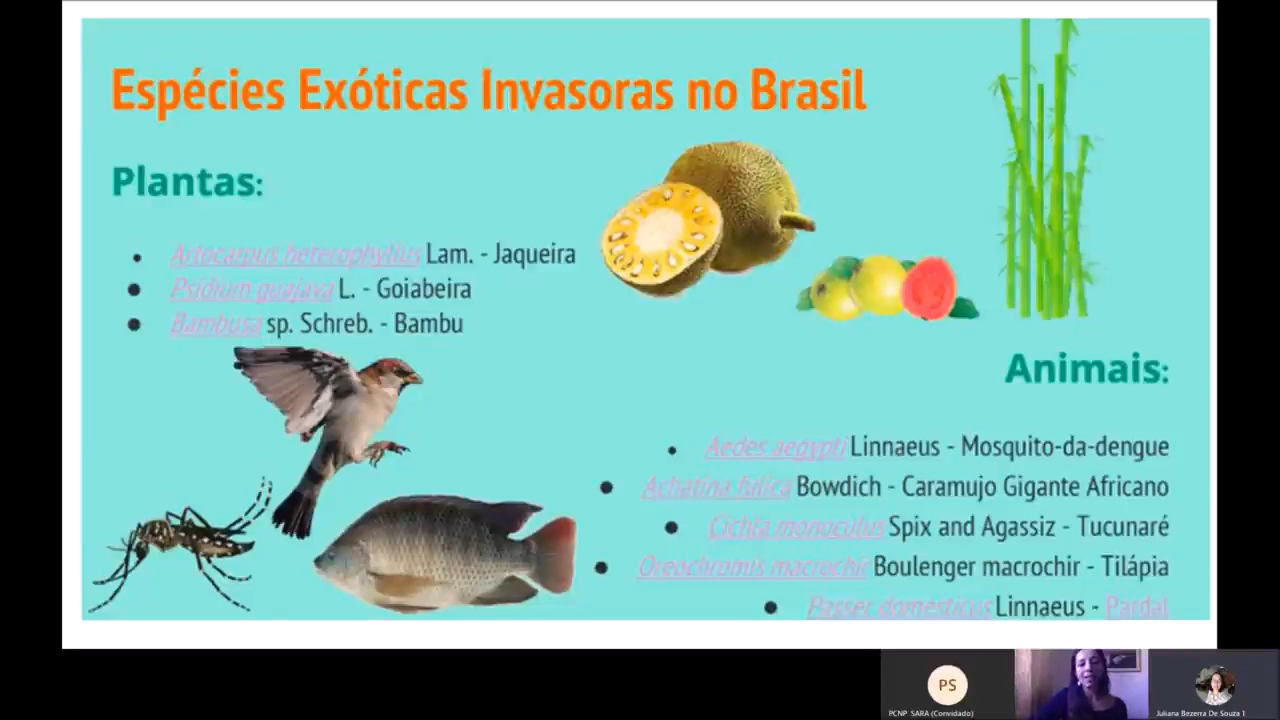 Espécies Exóticas Invasoras no Brasil
Plantas:
Artocarpus heterophyllus Lam. - Jaqueira
Psidium guajava L. - Goiabeira
Bambusa sp. Schreb. - Bambu
Animais:
Aedes aegypti Linnaeus - Mosquito-da-dengue
Achatina fulica Bowdich - Caramujo Gigante Africano
Cichla monoculus Spix and Agassiz - Tucunaré
Oreochromis macrochir Boulenger macrochir - Tilápia
Passer domesticus Linnaeus - Pardal
PS
PCNP SARA (Convidado)
Juliana Bezerra De Souza 1